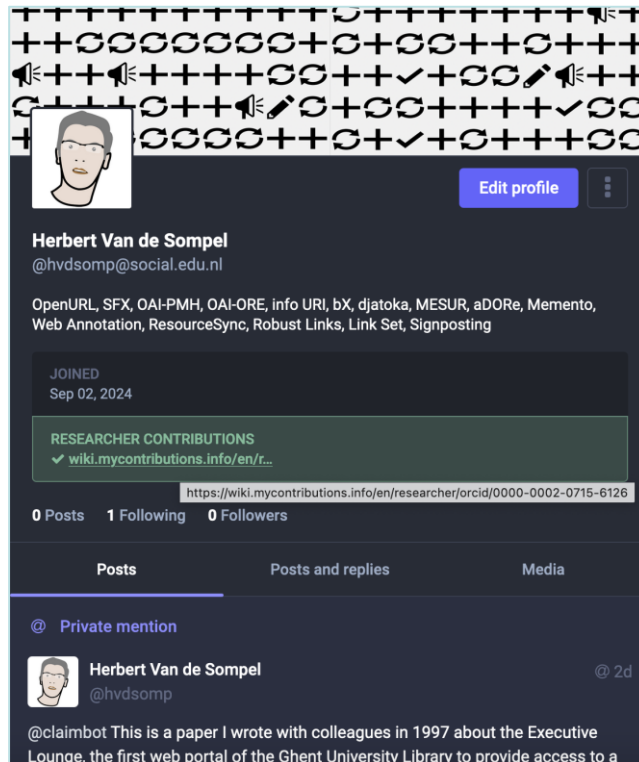 Edit profile
Herbert Van de Sompel
@hvdsomp@social.edu.nl
OpenURL, SFX, OAI-PMH, OAI-ORE, info URI, bX, djatoka, MESUR, aDORe, Memento,
Web Annotation, ResourceSync, Robust Links, Link Set, Signposting
JOINED
Sep 02, 2024
RESEARCHER CONTRIBUTIONS
✓ wiki.mycontributions.info/en/r...
https://wiki.mycontributions.info/en/researcher/orcid/0000-0002-0715-6126
0 Posts 1 Following 0 Followers
Posts Posts and replies Media
@ Private mention
Herbert Van de Sompel @ 2d
@hvdsomp
@claimbot This is a paper I wrote with colleagues in 1997 about the Executive
Lounge, the first web portal of the Ghent University Library to provide access to a